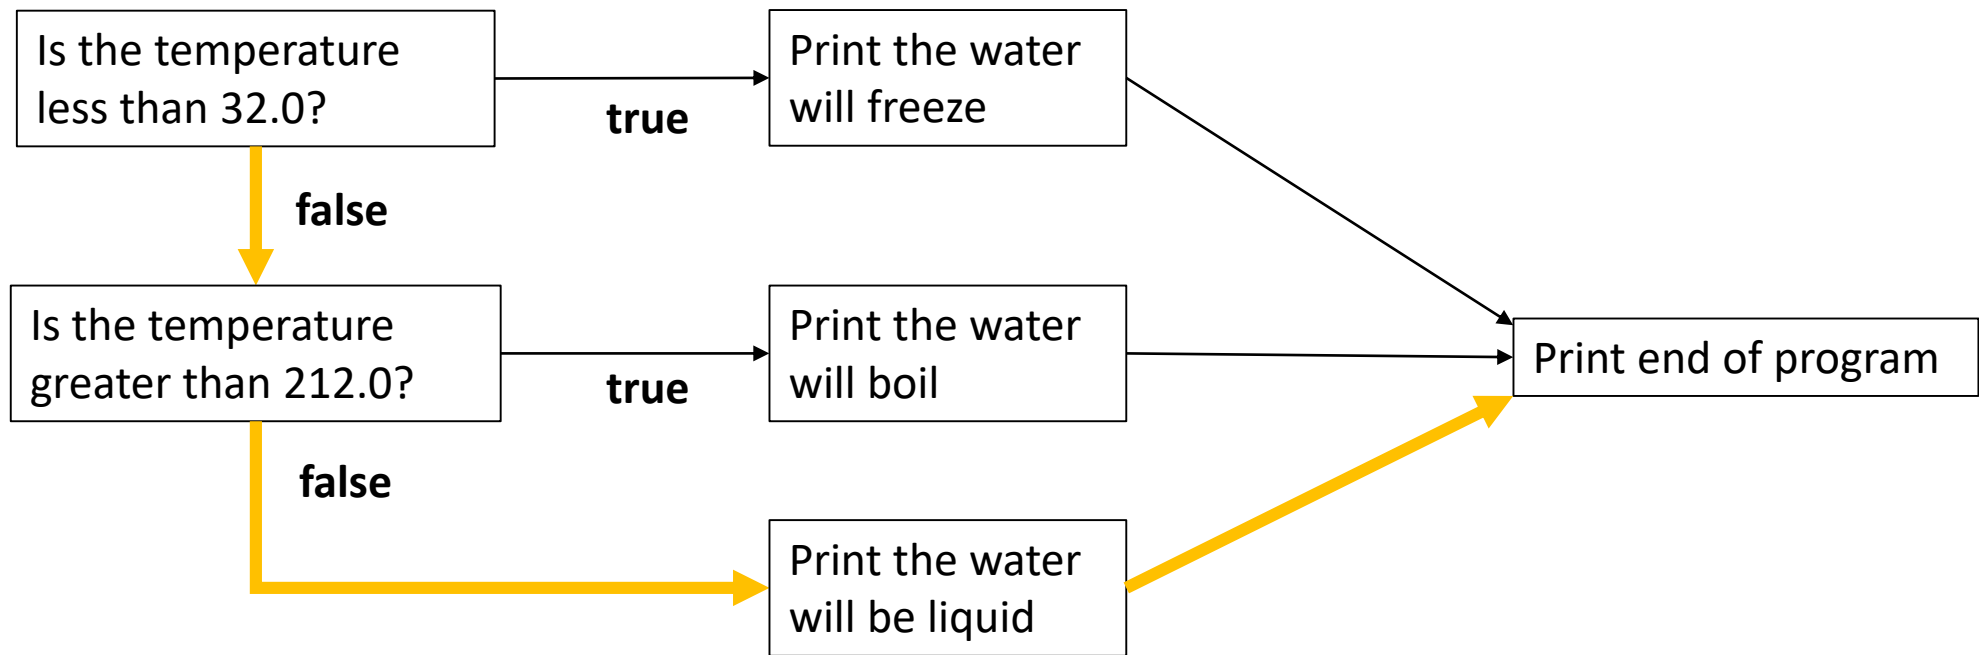 Is the temperature
less than 32.0?
true
Print the water
will freeze
false
Is the temperature
greater than 212.0?
true
Print the water
will boil
Print end of program
false
Print the water
will be liquid